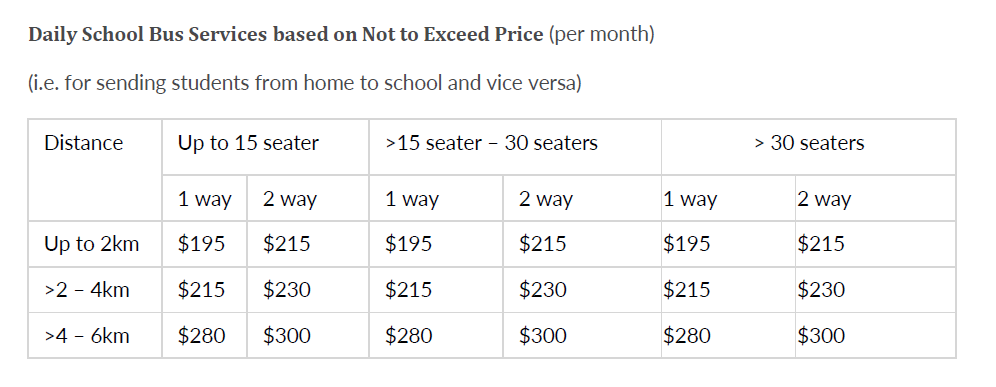 Daily School Bus Services based on Not to Exceed Price (per month)
(i.e. for sending students from home to school and vice versa)
Distance Up to 15 seater >15 seater – 30 seaters > 30 seaters
1 way 2 way 1 way 2 way 1 way 2 way
Up to 2km $195 $215 $195 $215 $195 $215
>2 – 4km $215 $230 $215 $230 $215 $230
>4 – 6km $280 $300 $280 $300 $280 $300